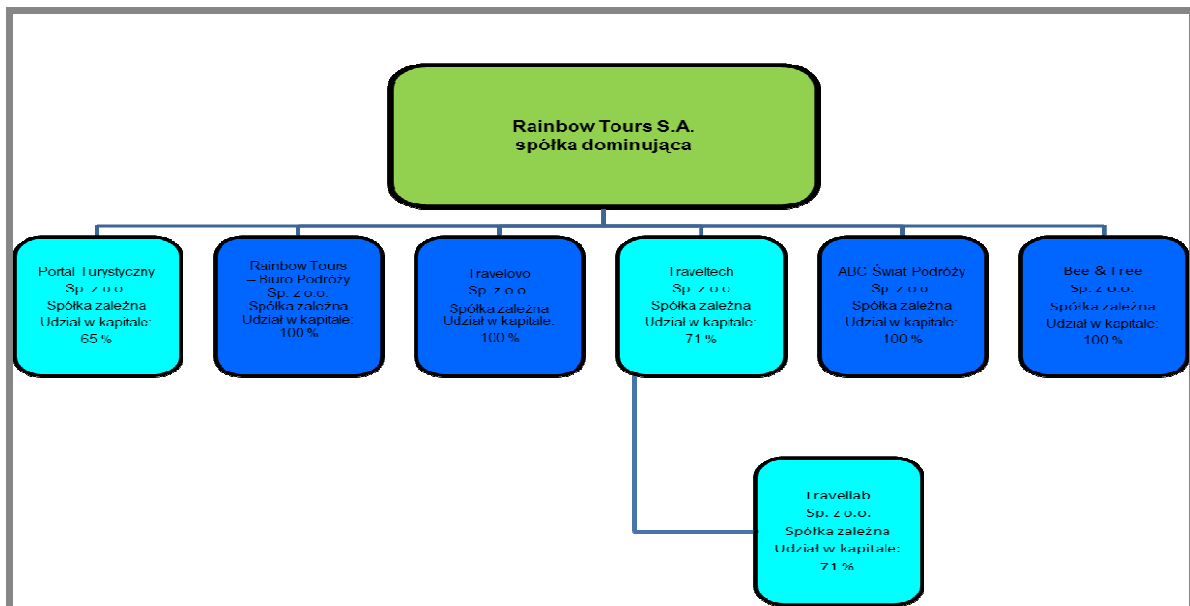 Rainbow Tours S.A.
spółka dominująca
Portal Turystyczny
Sp. z o.o.
Spółka zależna
Udział w kapitale:
65 %
Rainbow Tours
– Biuro Podróży
Sp. z o.o.
Spółka zależna
Udział w kapitale:
100 %
Travelovo
Sp. z o.o.
Spółka zależna
Udział w kapitale:
100 %
Traveltech
Sp. z o.o.
Spółka zależna
Udział w kapitale:
71 %
ABC Świat Podróży
Sp. z o.o.
Spółka zależna
Udział w kapitale:
100 %
Bee & Free
Sp. z o.o.
Spółka zależna
Udział w kapitale:
100 %
Travellab
Sp. z o.o.
Spółka zależna
Udział w kapitale:
71 %